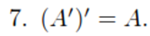 7. (A′)′ = A.